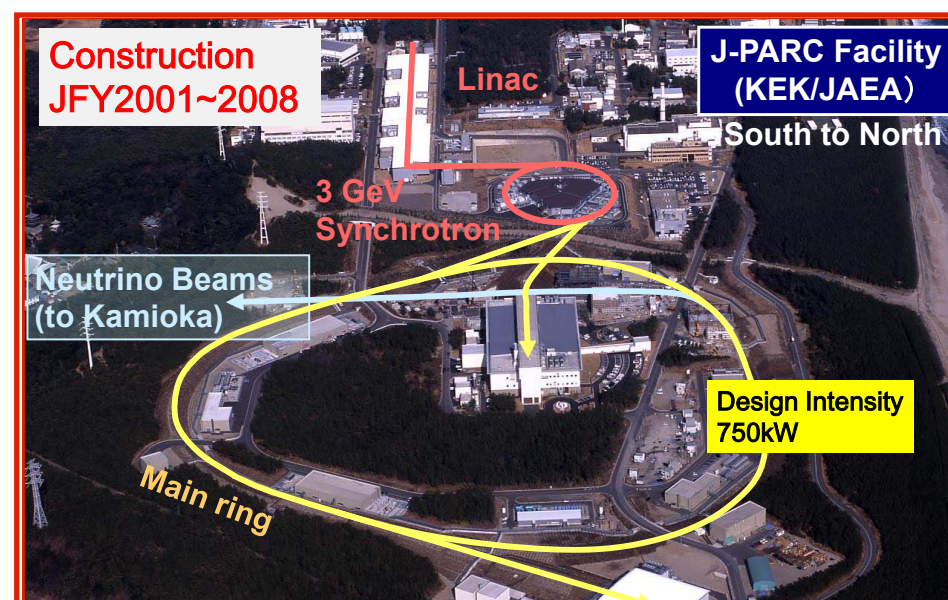 Construction
JFY2001~2008
Linac
J-PARC Facility
(KEK/JAEA）
South to North
3 GeV
Synchrotron
Neutrino Beams
(to Kamioka)
Design Intensity
750kW
Main ring